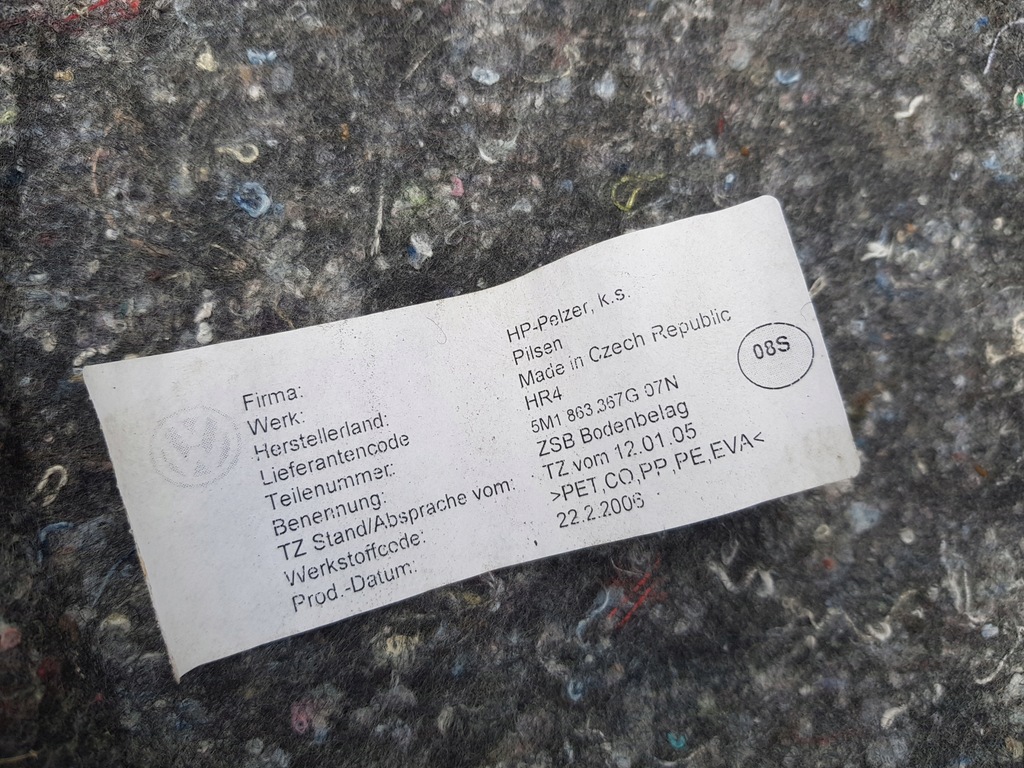 Firma: HP-Pelzer, k.s.
Werk: Pilsen
Herstellerland: Made in Czech Republic
Lieferantencode HR4
Teilenummer: 5M1 863 367G 07N
Benennung: ZSB Bodenbelag
TZ Stand/Absprache vom: TZ vom 12.01.05
Werkstoffcode: >PET,CO,PP,PE,EVA<
Prod.-Datum: 22.2.2006
08S